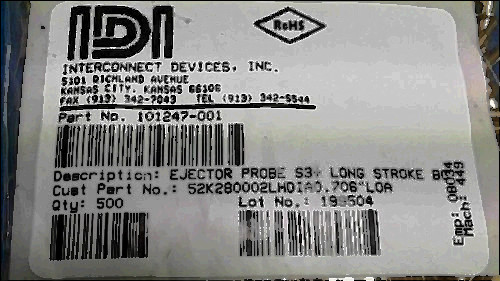 IDI
RoHS
INTERCONNECT DEVICES, INC.
5101 RICHLAND AVENUE
KANSAS CITY, KANSAS 66106
FAX (913) 342-7043 TEL (913) 342-5544
Part No. 101247-001
Description: EJECTOR PROBE S3+ LONG STROKE
Cust Part No.: 52K280002LHDIA0.706"LOA
Qty: 500 Lot No.: 199504
Emp: 08034
Mach: 449